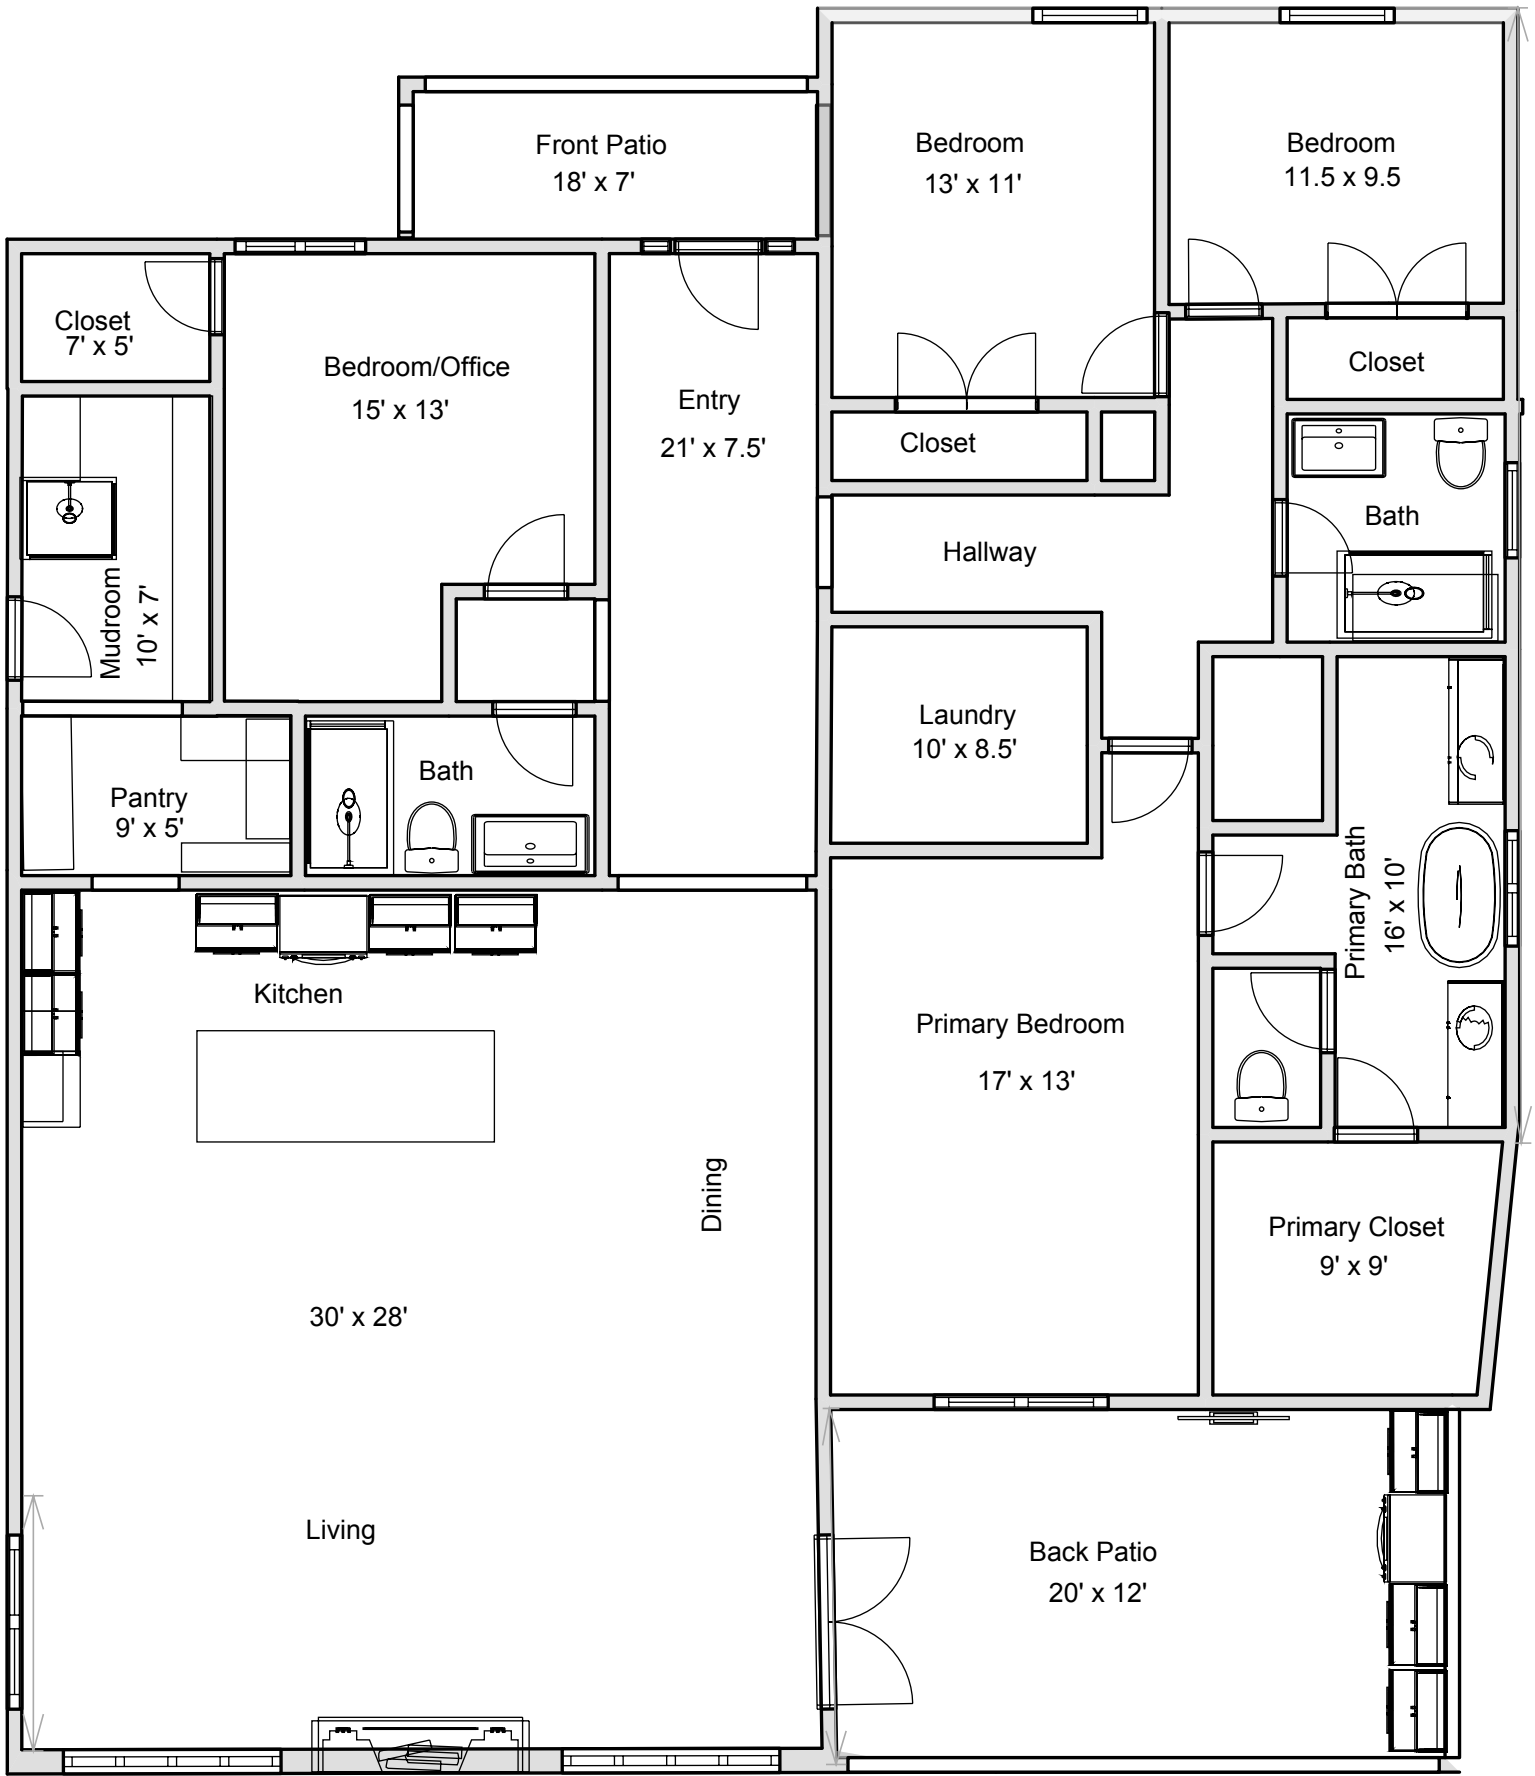 Front Patio
18' x 7'
Bedroom
13' x 11'
Bedroom
11.5 x 9.5
Closet
7' x 5'
Bedroom/Office
15' x 13'
Entry
21' x 7.5'
Closet
Closet
Mudroom
10' x 7'
Hallway
Bath
Laundry
10' x 8.5'
Pantry
9' x 5'
Bath
Primary Bath
16' x 10'
Kitchen
Primary Bedroom
17' x 13'
Dining
Primary Closet
9' x 9'
30' x 28'
Living
Back Patio
20' x 12'